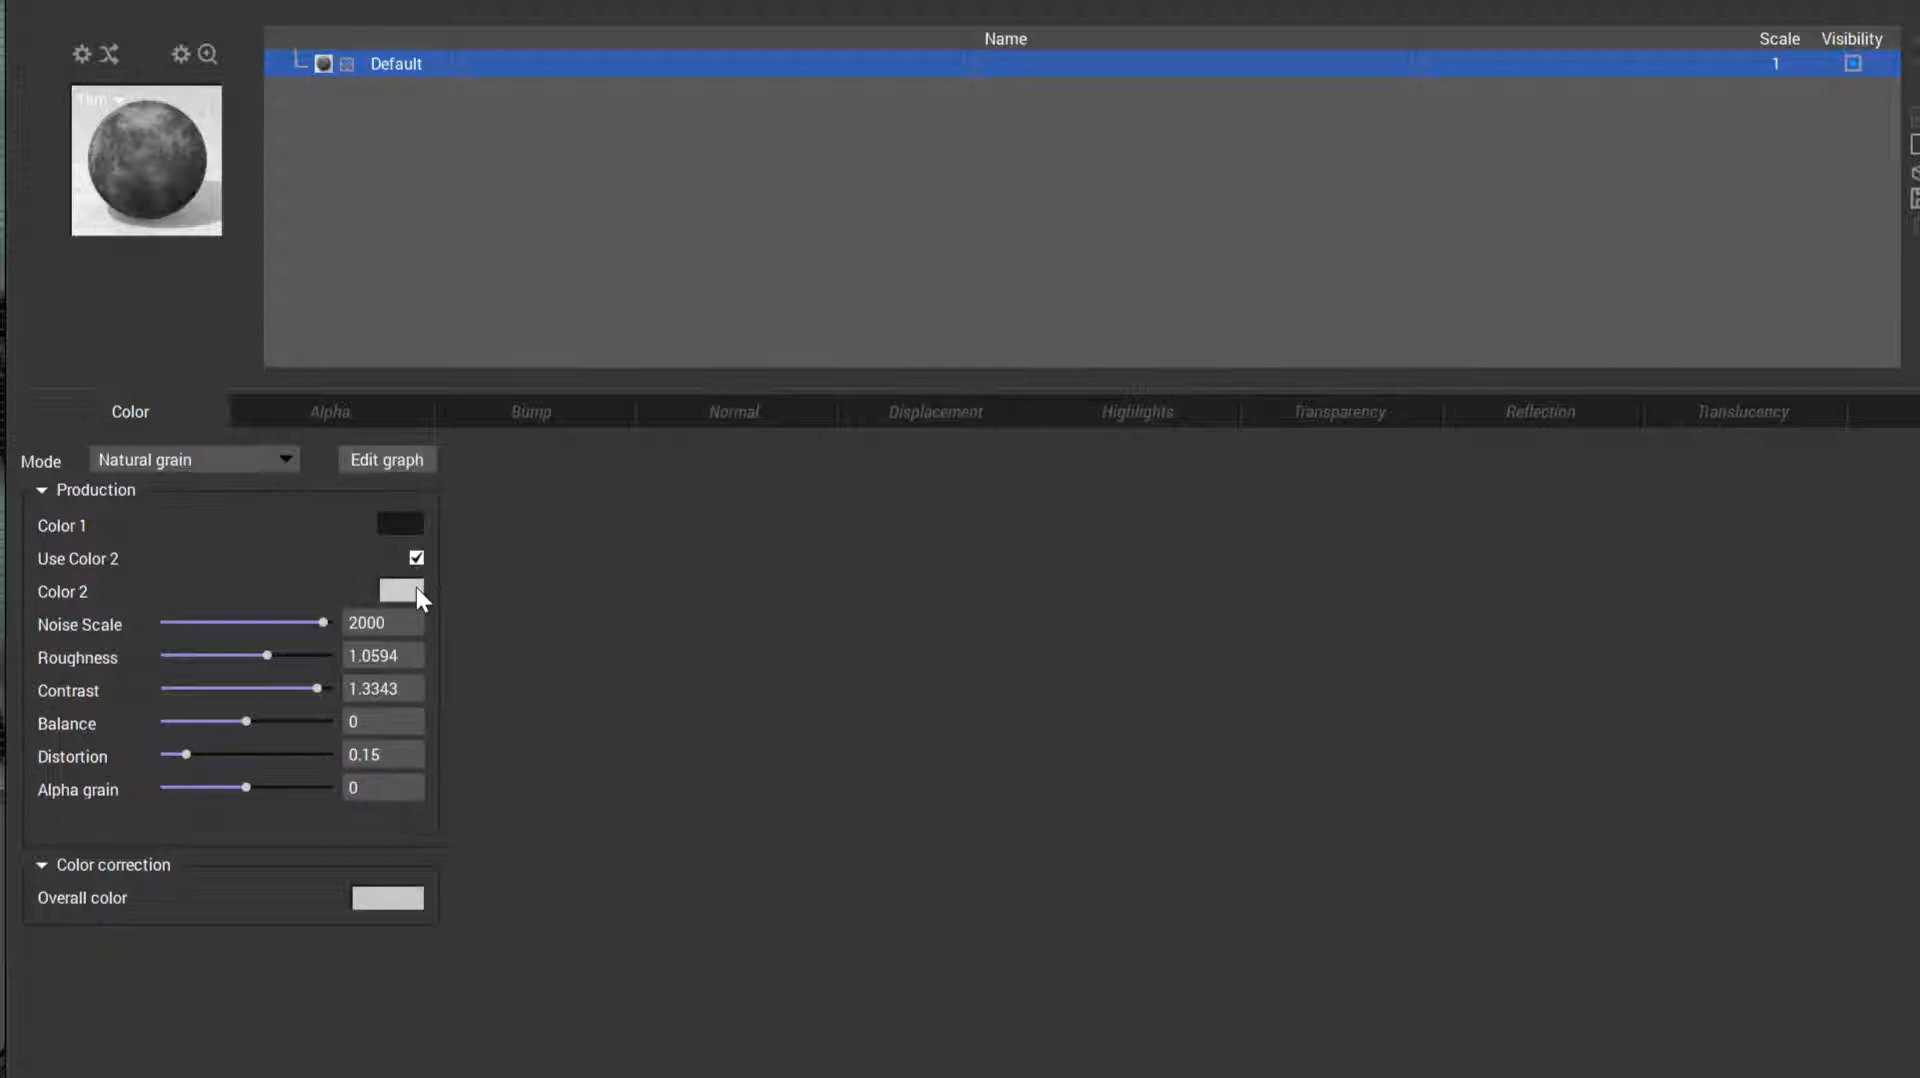 Name Scale Visibility
Default 1
1km
Color Alpha Bump Normal Displacement Highlights Transparency Reflection Translucency
Mode Natural grain Edit graph
Production
Color 1
Use Color 2
Color 2
Noise Scale 2000
Roughness 1.0594
Contrast 1.3343
Balance 0
Distortion 0.15
Alpha grain 0
Color correction
Overall color